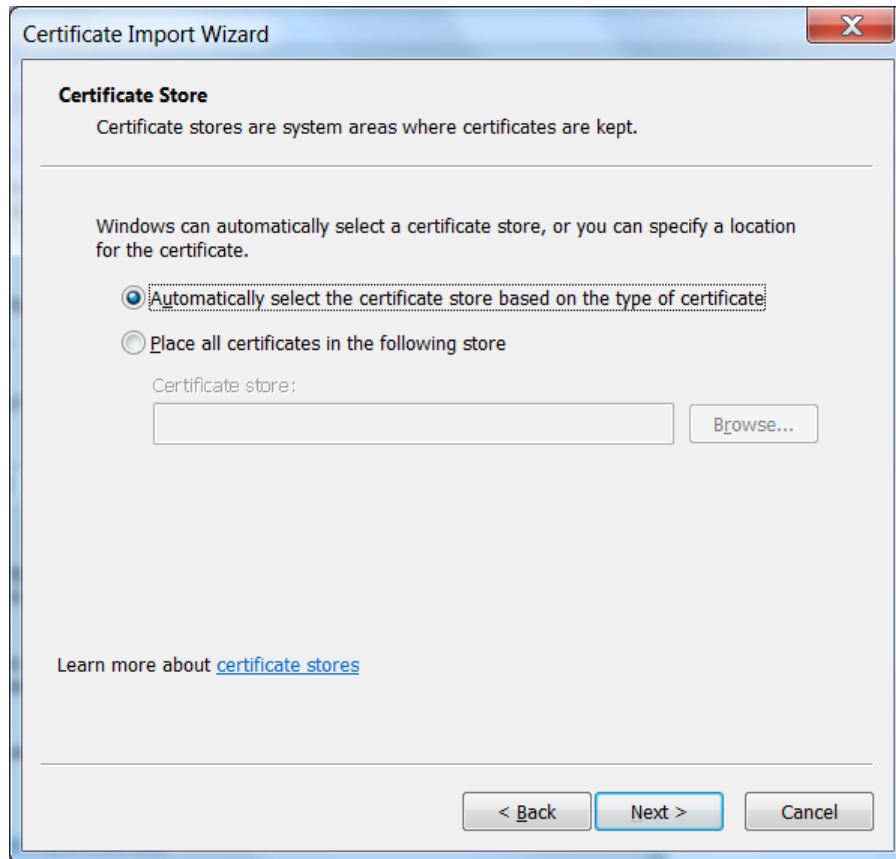 Certificate Import Wizard
X
Certificate Store
Certificate stores are system areas where certificates are kept.
Windows can automatically select a certificate store, or you can specify a location
for the certificate.
Automatically select the certificate store based on the type of certificate
Place all certificates in the following store
Certificate store:
Browse...
Learn more about certificate stores
< Back
Next >
Cancel